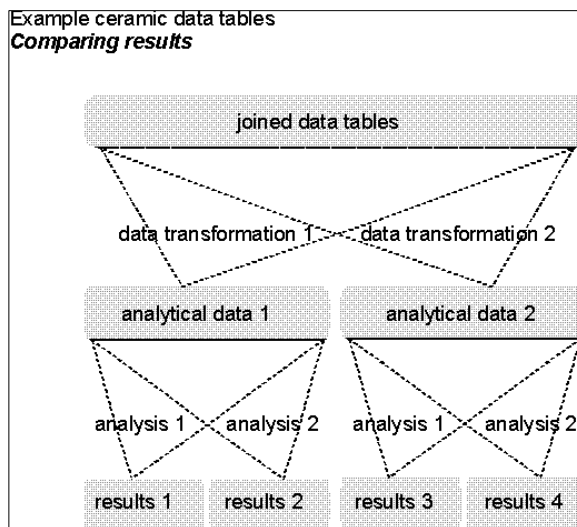 Example ceramic data tables
Comparing results
joined data tables
data transformation 1 data transformation 2
analytical data 1 analytical data 2
analysis 1 analysis 2 analysis 1 analysis 2
results 1 results 2 results 3 results 4